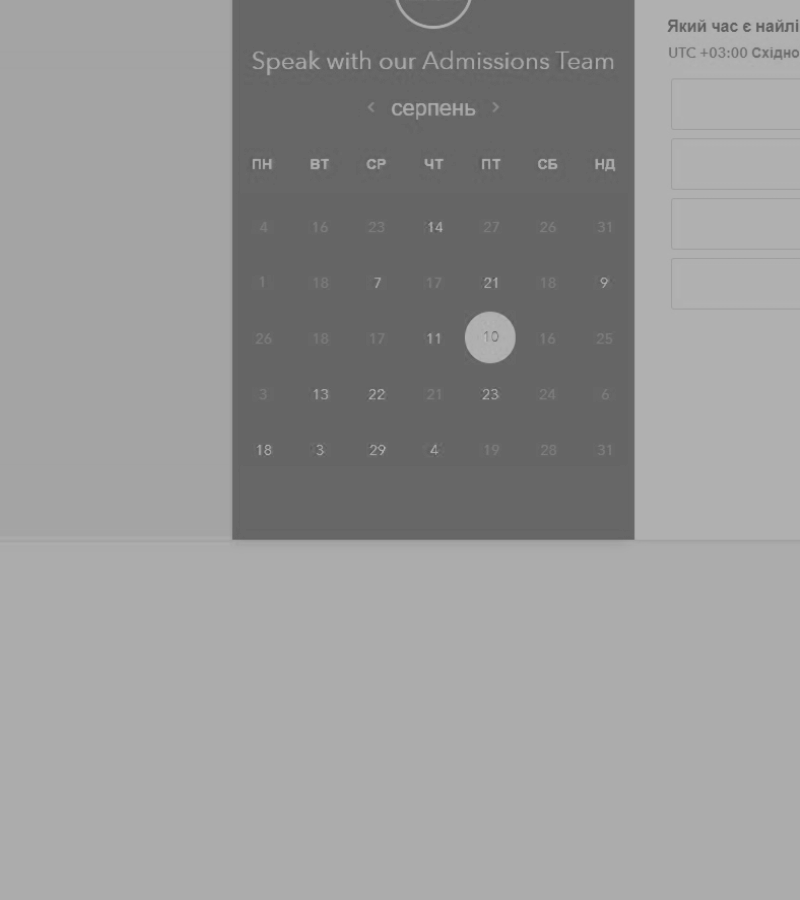 Speak with our Admissions Team
< серпень >
ПН ВТ СР ЧТ ПТ СБ НД
4 16 23 14 27 26 31
1 18 7 17 21 18 9
26 18 17 11 10 16 25
3 13 22 21 23 24 6
18 3 29 4 19 28 31
Який час є найлі
UTC +03:00 Східно